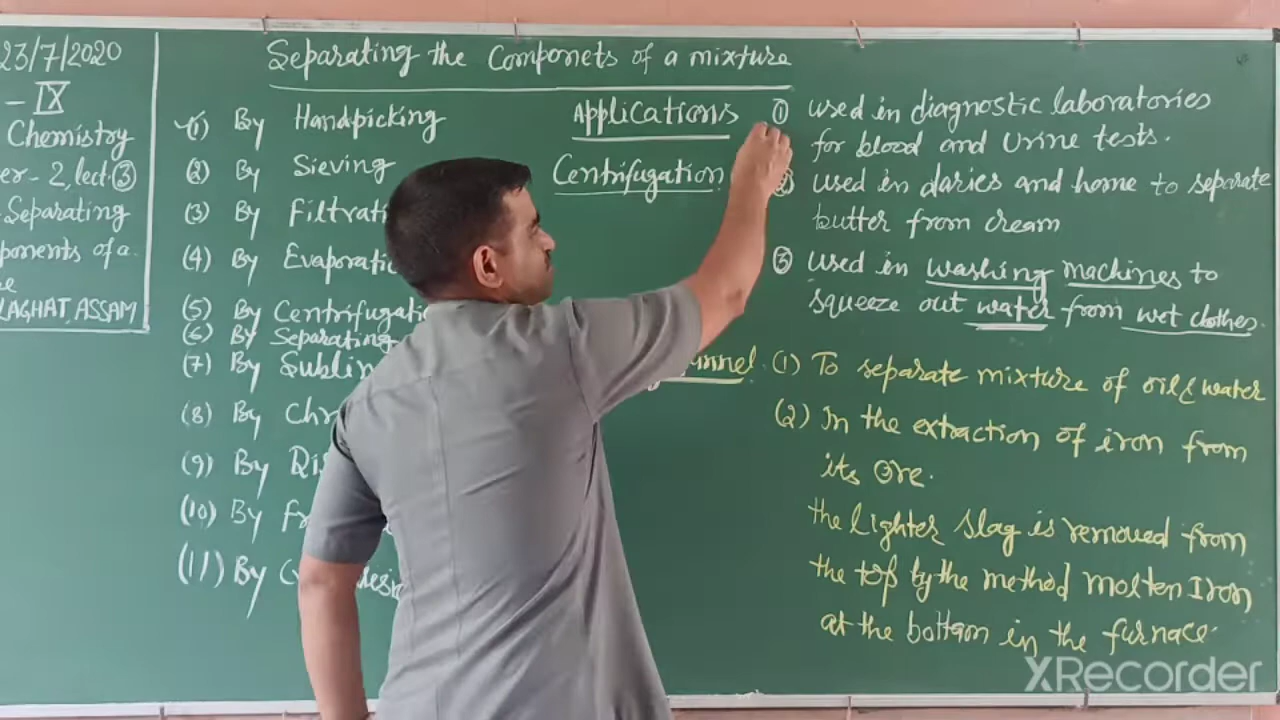 Separating the Componets of a mixture
23/7/2020
- IX
Chemistry
er- 2, lect. ③
Separating
ponents of a
LAGHAT, ASSAM
(1) By Handpicking
(2) By Sieving
(3) By Filtrati
(4) By Evaporatio
(5) By Centrifugati
(6) By Separating
(7) By Sublim
(8) By Chr
(9) By Dis
(10) By Fr
(11) By
Applications
Centrifugation
① used in diagnostic laboratories
for blood and Urine tests.
② used in daries and home to separate
butter from cream
③ used in washing machines to
squeeze out water from wet clothes.
unnel
(1) To separate mixture of oil & water
(2) In the extraction of iron from
its ore.
the lighter slag is removed from
the top by the method molten Iron
at the bottom in the furnace.
XRecorder